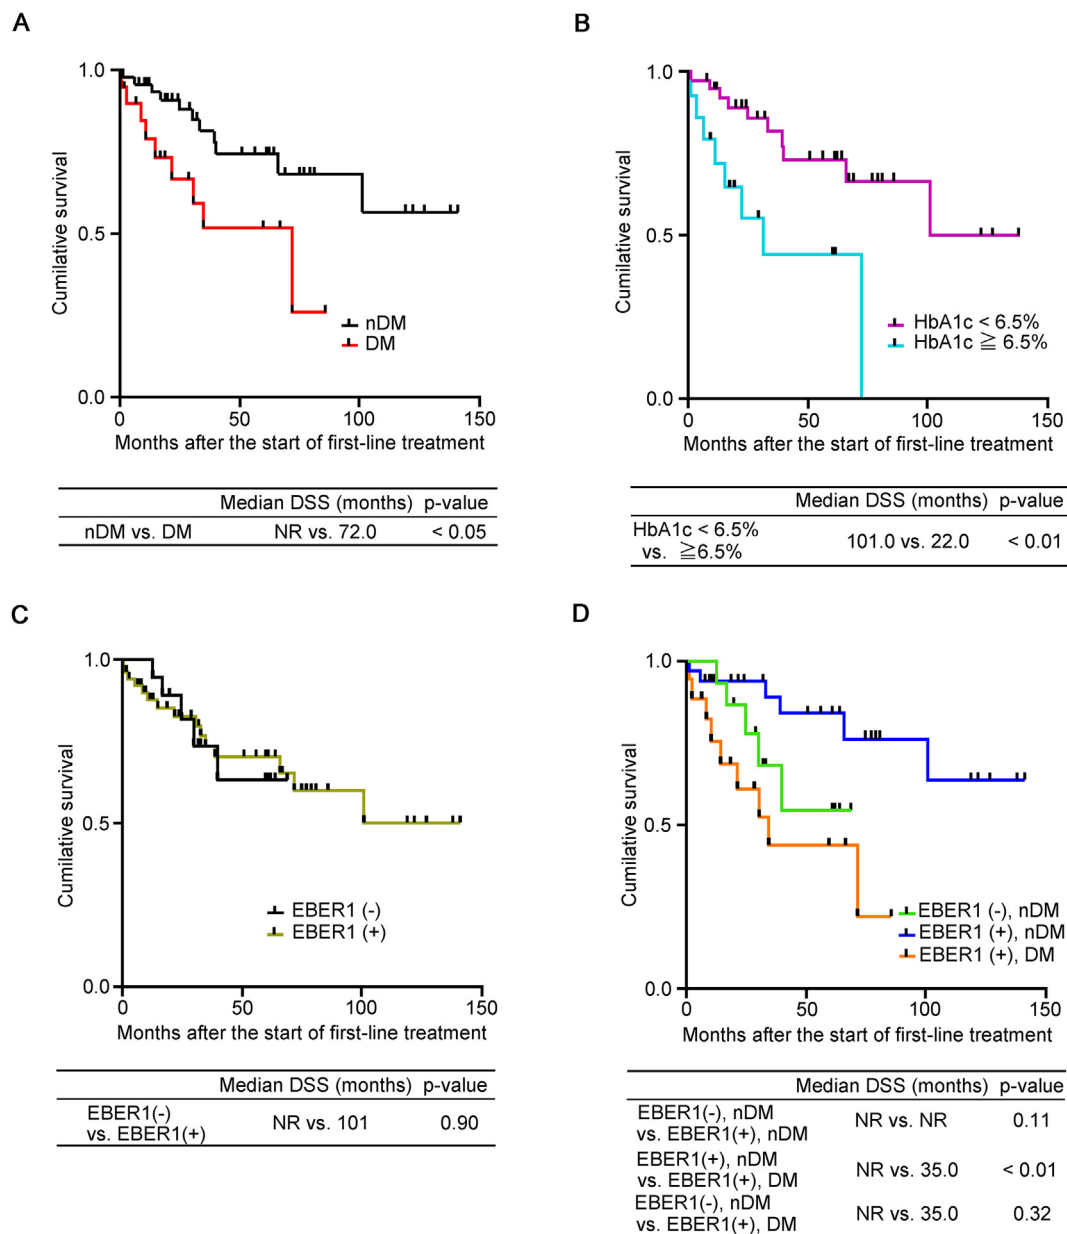 A
1.0
0.5
0.0
Cumilative survival
nDM
DM
0 50 100 150
Months after the start of first-line treatment
Median DSS (months) p-value
nDM vs. DM NR vs. 72.0 < 0.05
B
1.0
0.5
0.0
Cumilative survival
HbA1c < 6.5%
HbA1c ≧ 6.5%
0 50 100 150
Months after the start of first-line treatment
Median DSS (months) p-value
HbA1c < 6.5%
vs. ≧6.5% 101.0 vs. 22.0 < 0.01
C
1.0
0.5
0.0
Cumilative survival
EBER1 (-)
EBER1 (+)
0 50 100 150
Months after the start of first-line treatment
Median DSS (months) p-value
EBER1(-)
vs. EBER1(+) NR vs. 101 0.90
D
1.0
0.5
0.0
Cumilative survival
EBER1 (-), nDM
EBER1 (+), nDM
EBER1 (+), DM
0 50 100 150
Months after the start of first-line treatment
Median DSS (months) p-value
EBER1(-), nDM
vs. EBER1(+), nDM NR vs. NR 0.11
EBER1(+), nDM
vs. EBER1(+), DM NR vs. 35.0 < 0.01
EBER1(-), nDM
vs. EBER1(+), DM NR vs. 35.0 0.32